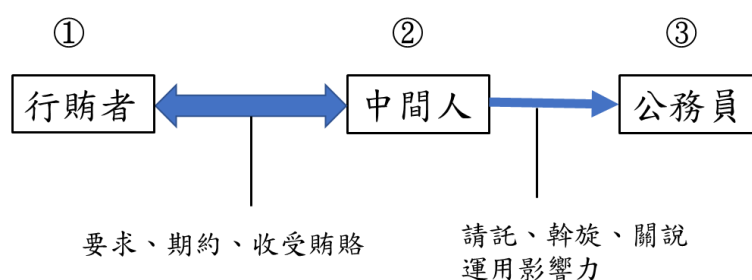 ①
②
③
行賄者
中間人
公務員
要求、期約、收受賄賂
請託、斡旋、關說
運用影響力